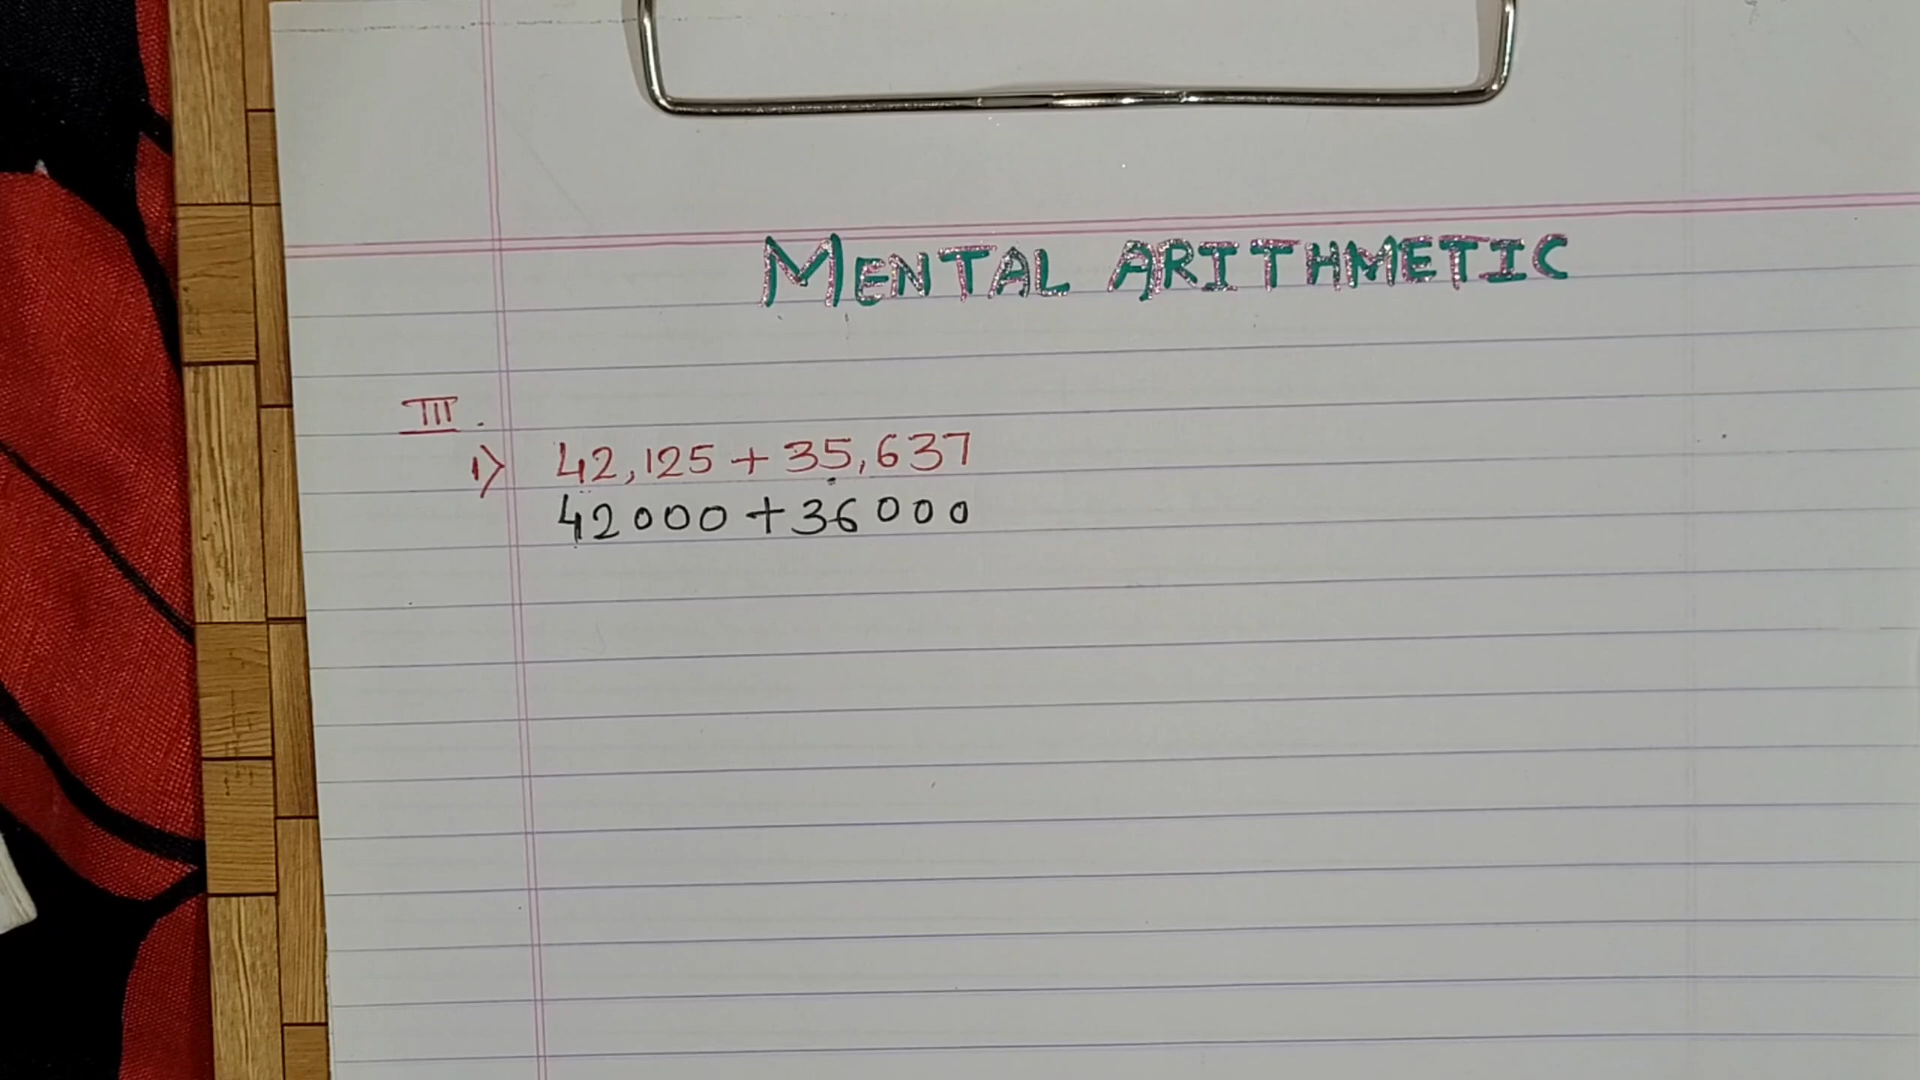 MENTAL ARITHMETIC
III.
1) 42,125 + 35,637
42000 + 36000